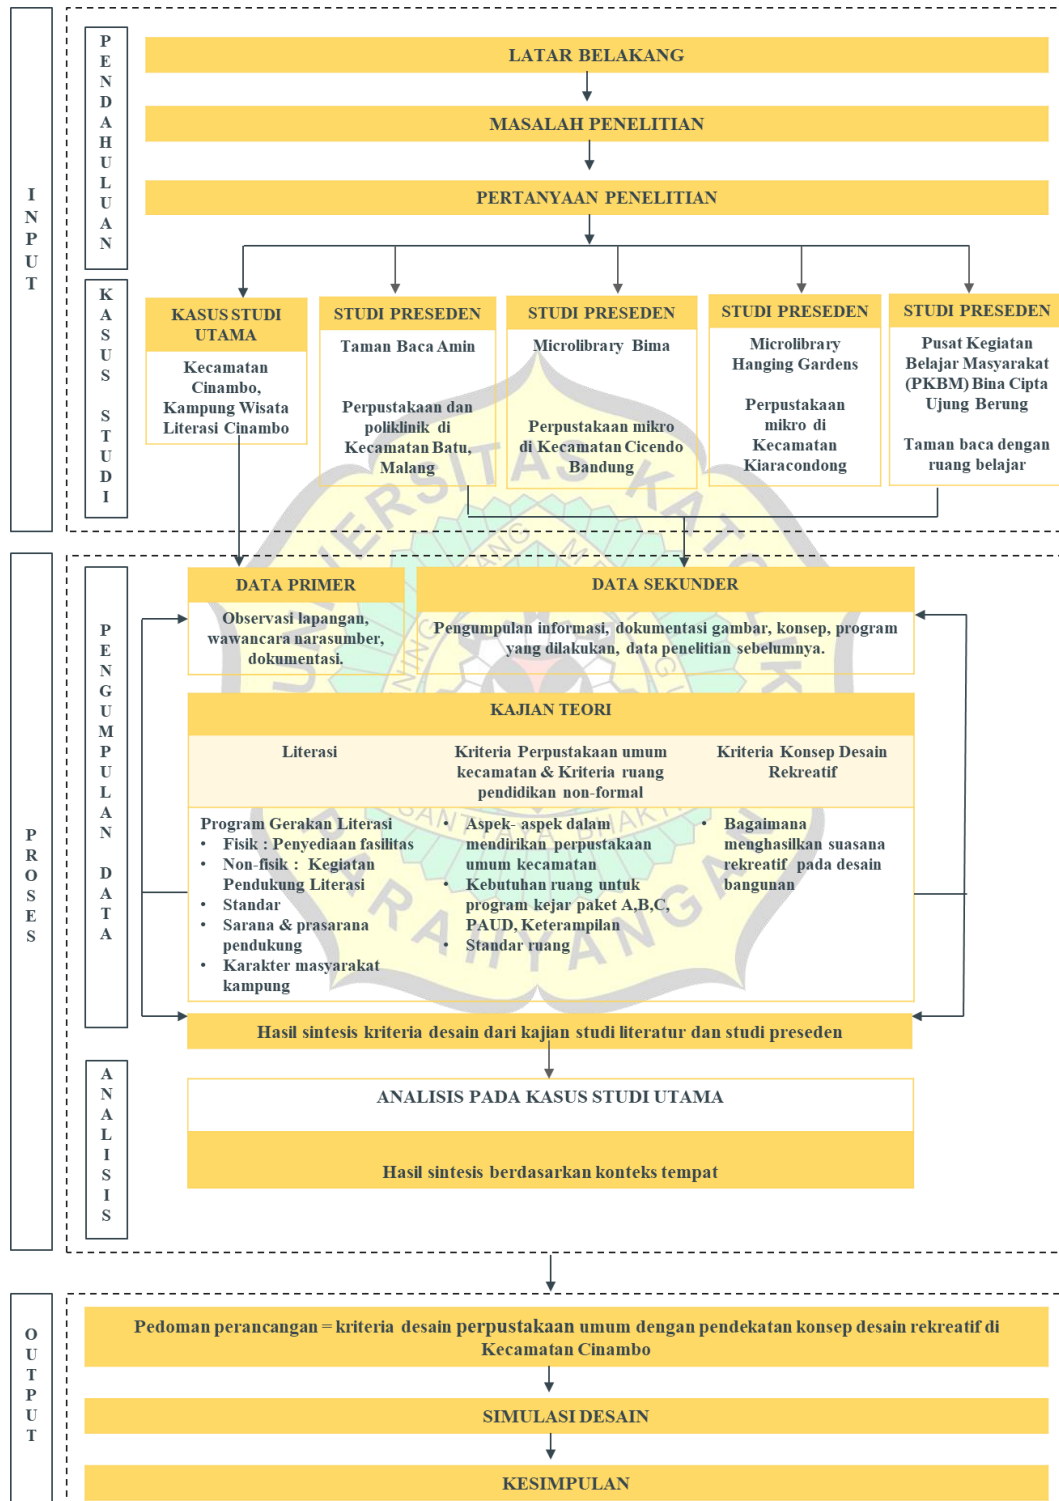 INPUT
PENDAHULUAN
LATAR BELAKANG
MASALAH PENELITIAN
PERTANYAAN PENELITIAN
KASUS STUDI
KASUS STUDI
UTAMA
Kecamatan
Cinambo,
Kampung Wisata
Literasi Cinambo
STUDI PRESEDEN
Taman Baca Amin
Perpustakaan dan
poliklinik di
Kecamatan Batu,
Malang
STUDI PRESEDEN
Microlibrary Bima
Perpustakaan mikro
di Kecamatan Cicendo
Bandung
STUDI PRESEDEN
Microlibrary
Hanging Gardens
Perpustakaan
mikro di
Kecamatan
Kiaracondong
STUDI PRESEDEN
Pusat Kegiatan
Belajar Masyarakat
(PKBM) Bina Cipta
Ujung Berung
Taman baca dengan
ruang belajar
PROSES
PENGUMPULAN DATA
DATA PRIMER
Observasi lapangan,
wawancara narasumber,
dokumentasi.
DATA SEKUNDER
Pengumpulan informasi, dokumentasi gambar, konsep, program
yang dilakukan, data penelitian sebelumnya.
KAJIAN TEORI
Literasi
Program Gerakan Literasi
• Fisik : Penyediaan fasilitas
• Non-fisik : Kegiatan
Pendukung Literasi
• Standar
• Sarana & prasarana
pendukung
• Karakter masyarakat
kampung
Kriteria Perpustakaan umum
kecamatan & Kriteria ruang
pendidikan non-formal
• Aspek- aspek dalam
mendirikan perpustakaan
umum kecamatan
• Kebutuhan ruang untuk
program kejar paket A,B,C,
PAUD, Keterampilan
• Standar ruang
Kriteria Konsep Desain
Rekreatif
• Bagaimana
menghasilkan suasana
rekreatif pada desain
bangunan
Hasil sintesis kriteria desain dari kajian studi literatur dan studi preseden
ANALISIS
ANALISIS PADA KASUS STUDI UTAMA
Hasil sintesis berdasarkan konteks tempat
OUTPUT
Pedoman perancangan = kriteria desain perpustakaan umum dengan pendekatan konsep desain rekreatif di
Kecamatan Cinambo
SIMULASI DESAIN
KESIMPULAN
UNIVERSITAS KATOLIK
PARAHYANGAN